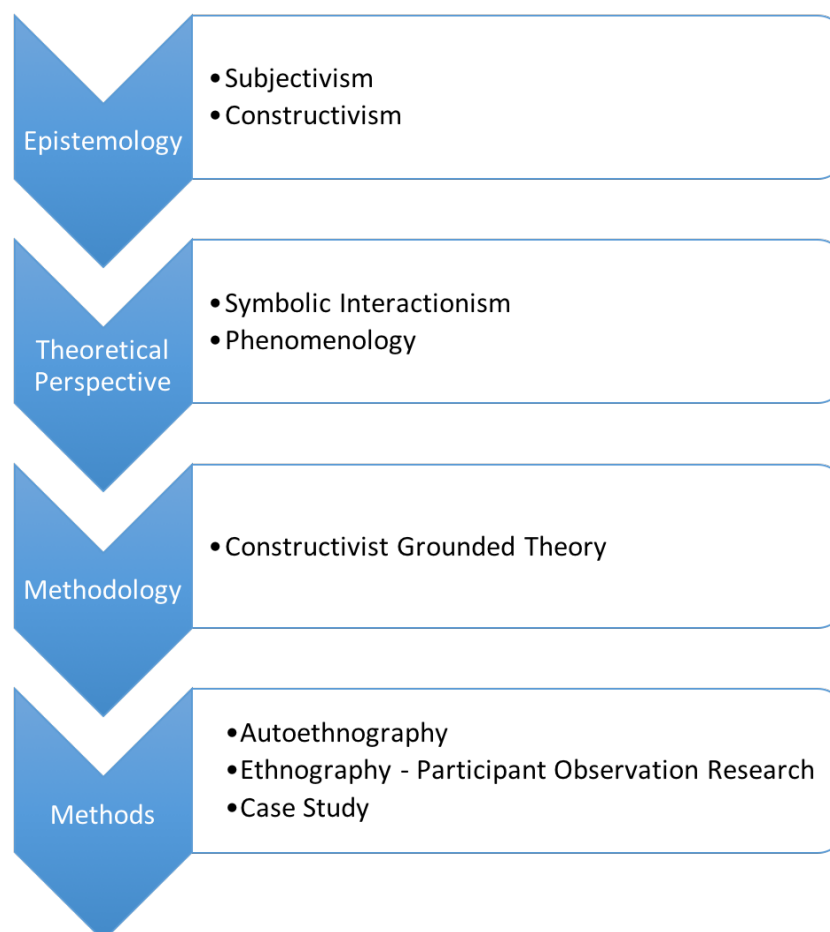 Epistemology
•Subjectivism
•Constructivism
Theoretical
Perspective
•Symbolic Interactionism
•Phenomenology
Methodology
•Constructivist Grounded Theory
Methods
•Autoethnography
•Ethnography - Participant Observation Research
•Case Study